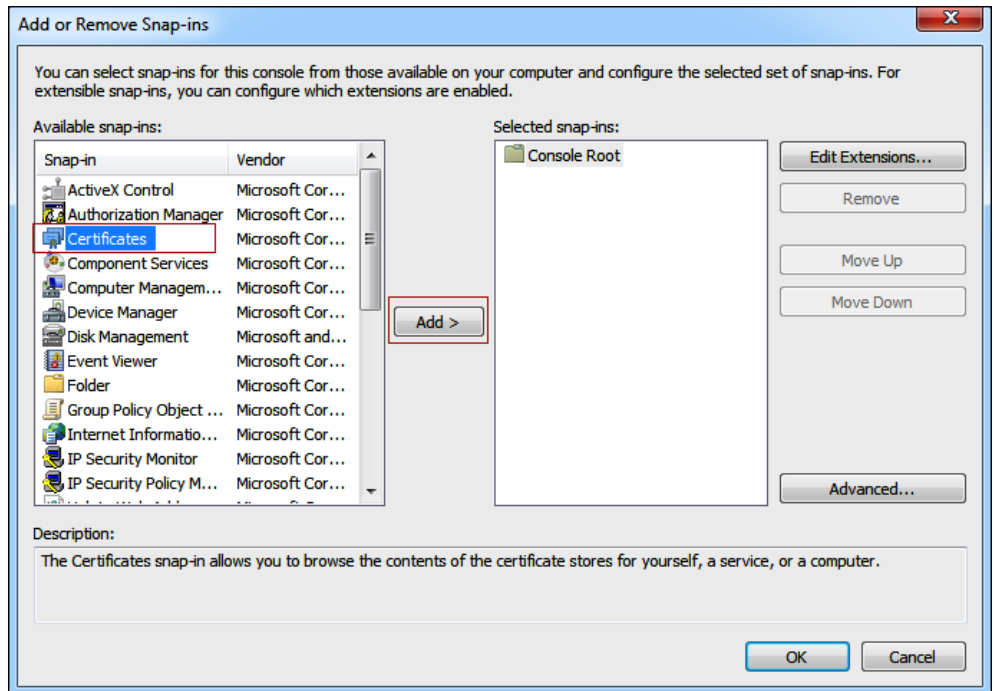 Add or Remove Snap-ins
You can select snap-ins for this console from those available on your computer and configure the selected set of snap-ins. For
extensible snap-ins, you can configure which extensions are enabled.
Available snap-ins:
Selected snap-ins:
Snap-in Vendor
Console Root
Edit Extensions...
ActiveX Control Microsoft Cor...
Remove
Authorization Manager Microsoft Cor...
Certificates Microsoft Cor...
Component Services Microsoft Cor...
Move Up
Computer Managem... Microsoft Cor...
Move Down
Device Manager Microsoft Cor...
Add >
Disk Management Microsoft and...
Event Viewer Microsoft Cor...
Folder Microsoft Cor...
Group Policy Object ... Microsoft Cor...
Internet Informatio... Microsoft Cor...
IP Security Monitor Microsoft Cor...
IP Security Policy M... Microsoft Cor...
Advanced...
Description:
The Certificates snap-in allows you to browse the contents of the certificate stores for yourself, a service, or a computer.
OK
Cancel